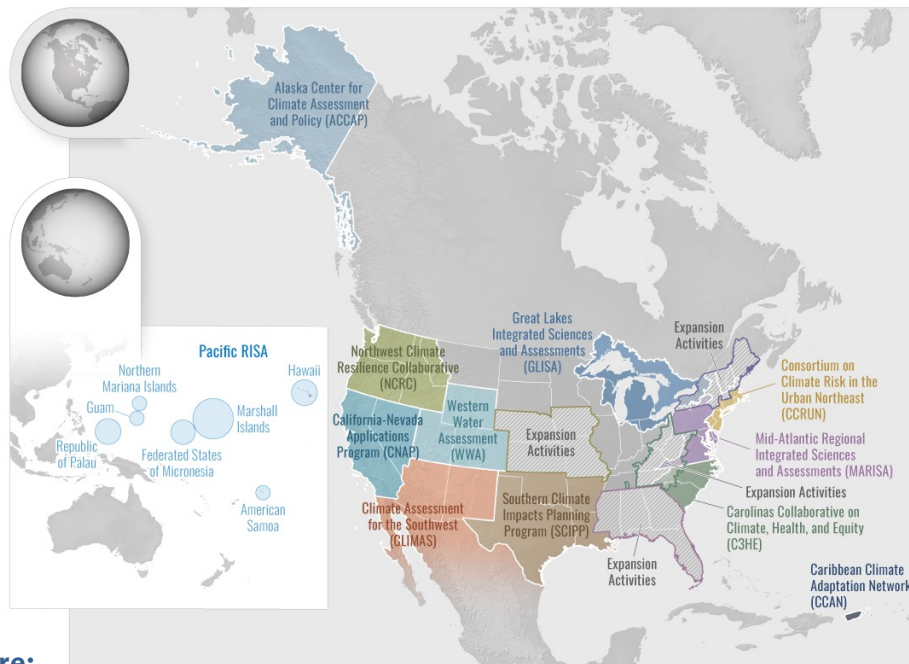 Alaska Center for
Climate Assessment
and Policy (ACCAP)
Pacific RISA
Northern
Mariana Islands
Hawaii
Guam
Marshall
Islands
Republic
of Palau
Federated States
of Micronesia
American
Samoa
Great Lakes
Integrated Sciences
and Assessments
(GLISA)
Expansion
Activities
Northwest Climate
Resilience Collaborative
(NCRC)
Consortium on
Climate Risk in the
Urban Northeast
(CCRUN)
California-Nevada
Applications
Program (CNAP)
Western
Water
Assessment
(WWA)
Expansion
Activities
Mid-Atlantic Regional
Integrated Sciences
and Assessments (MARISA)
Expansion Activities
Climate Assessment
for the Southwest
(CLIMAS)
Southern Climate
Impacts Planning
Program (SCIPP)
Carolinas Collaborative on
Climate, Health, and Equity
(C3HE)
Expansion
Activities
Caribbean Climate
Adaptation Network
(CCAN)
re: